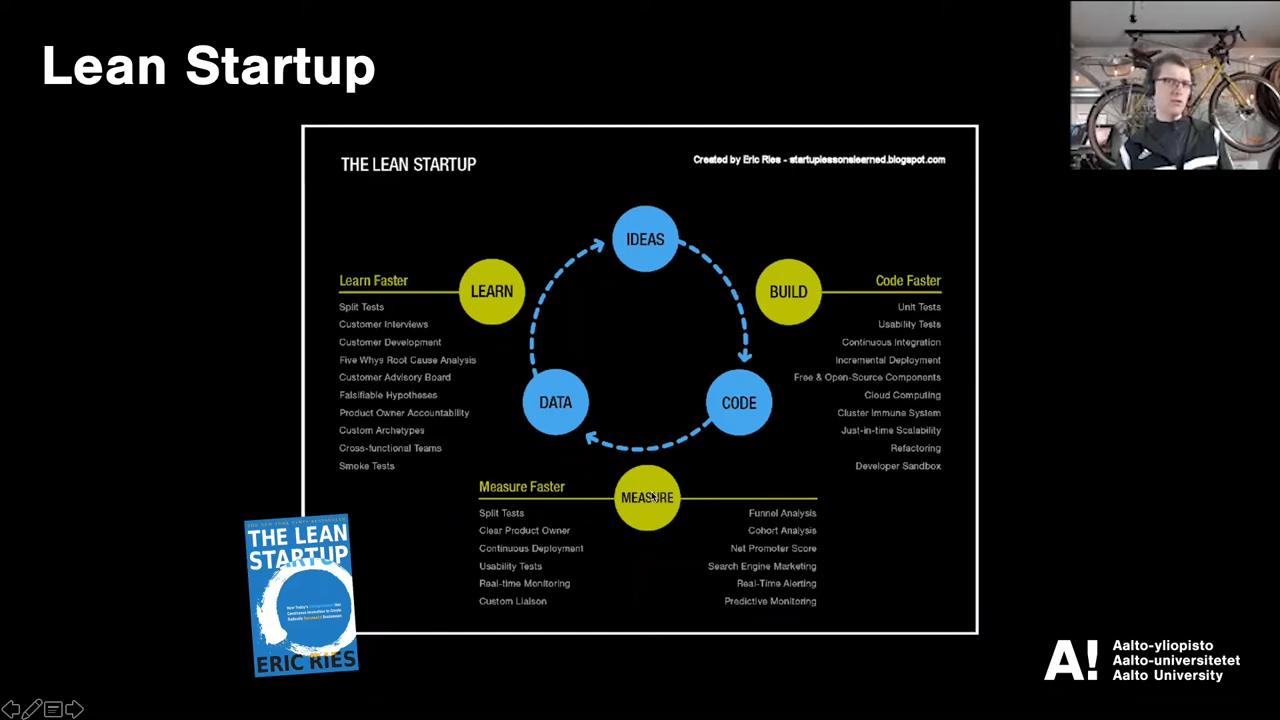 Lean Startup
THE LEAN STARTUP
Created by Eric Ries - startuplessonslearned.blogspot.com
IDEAS
LEARN
BUILD
DATA
CODE
MEASURE
Learn Faster
Split Tests
Customer Interviews
Customer Development
Five Whys Root Cause Analysis
Customer Advisory Board
Falsifiable Hypotheses
Product Owner Accountability
Custom Archetypes
Cross-functional Teams
Smoke Tests
Code Faster
Unit Tests
Usability Tests
Continuous Integration
Incremental Deployment
Free & Open-Source Components
Cloud Computing
Cluster Immune System
Just-in-time Scalability
Refactoring
Developer Sandbox
Measure Faster
Split Tests
Clear Product Owner
Continuous Deployment
Usability Tests
Real-time Monitoring
Custom Liaison
Funnel Analysis
Cohort Analysis
Net Promoter Score
Search Engine Marketing
Real-Time Alerting
Predictive Monitoring
THE LEAN
STARTUP
ERIC RIES
A!
Aalto-yliopisto
Aalto-universitetet
Aalto University